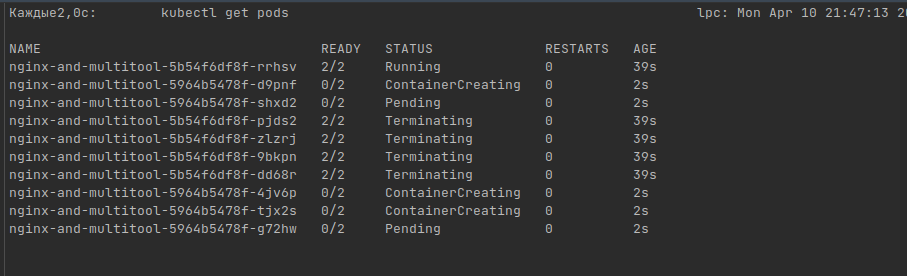 Каждые2,0с: kubectl get pods lpc: Mon Apr 10 21:47:13
NAME READY STATUS RESTARTS AGE
nginx-and-multitool-5b54f6df8f-rrhsv 2/2 Running 0 39s
nginx-and-multitool-5964b5478f-d9pnf 0/2 ContainerCreating 0 2s
nginx-and-multitool-5964b5478f-shxd2 0/2 Pending 0 2s
nginx-and-multitool-5b54f6df8f-pjds2 2/2 Terminating 0 39s
nginx-and-multitool-5b54f6df8f-zlzrj 2/2 Terminating 0 39s
nginx-and-multitool-5b54f6df8f-9bkpn 2/2 Terminating 0 39s
nginx-and-multitool-5b54f6df8f-dd68r 2/2 Terminating 0 39s
nginx-and-multitool-5964b5478f-4jv6p 0/2 ContainerCreating 0 2s
nginx-and-multitool-5964b5478f-tjx2s 0/2 ContainerCreating 0 2s
nginx-and-multitool-5964b5478f-g72hw 0/2 Pending 0 2s